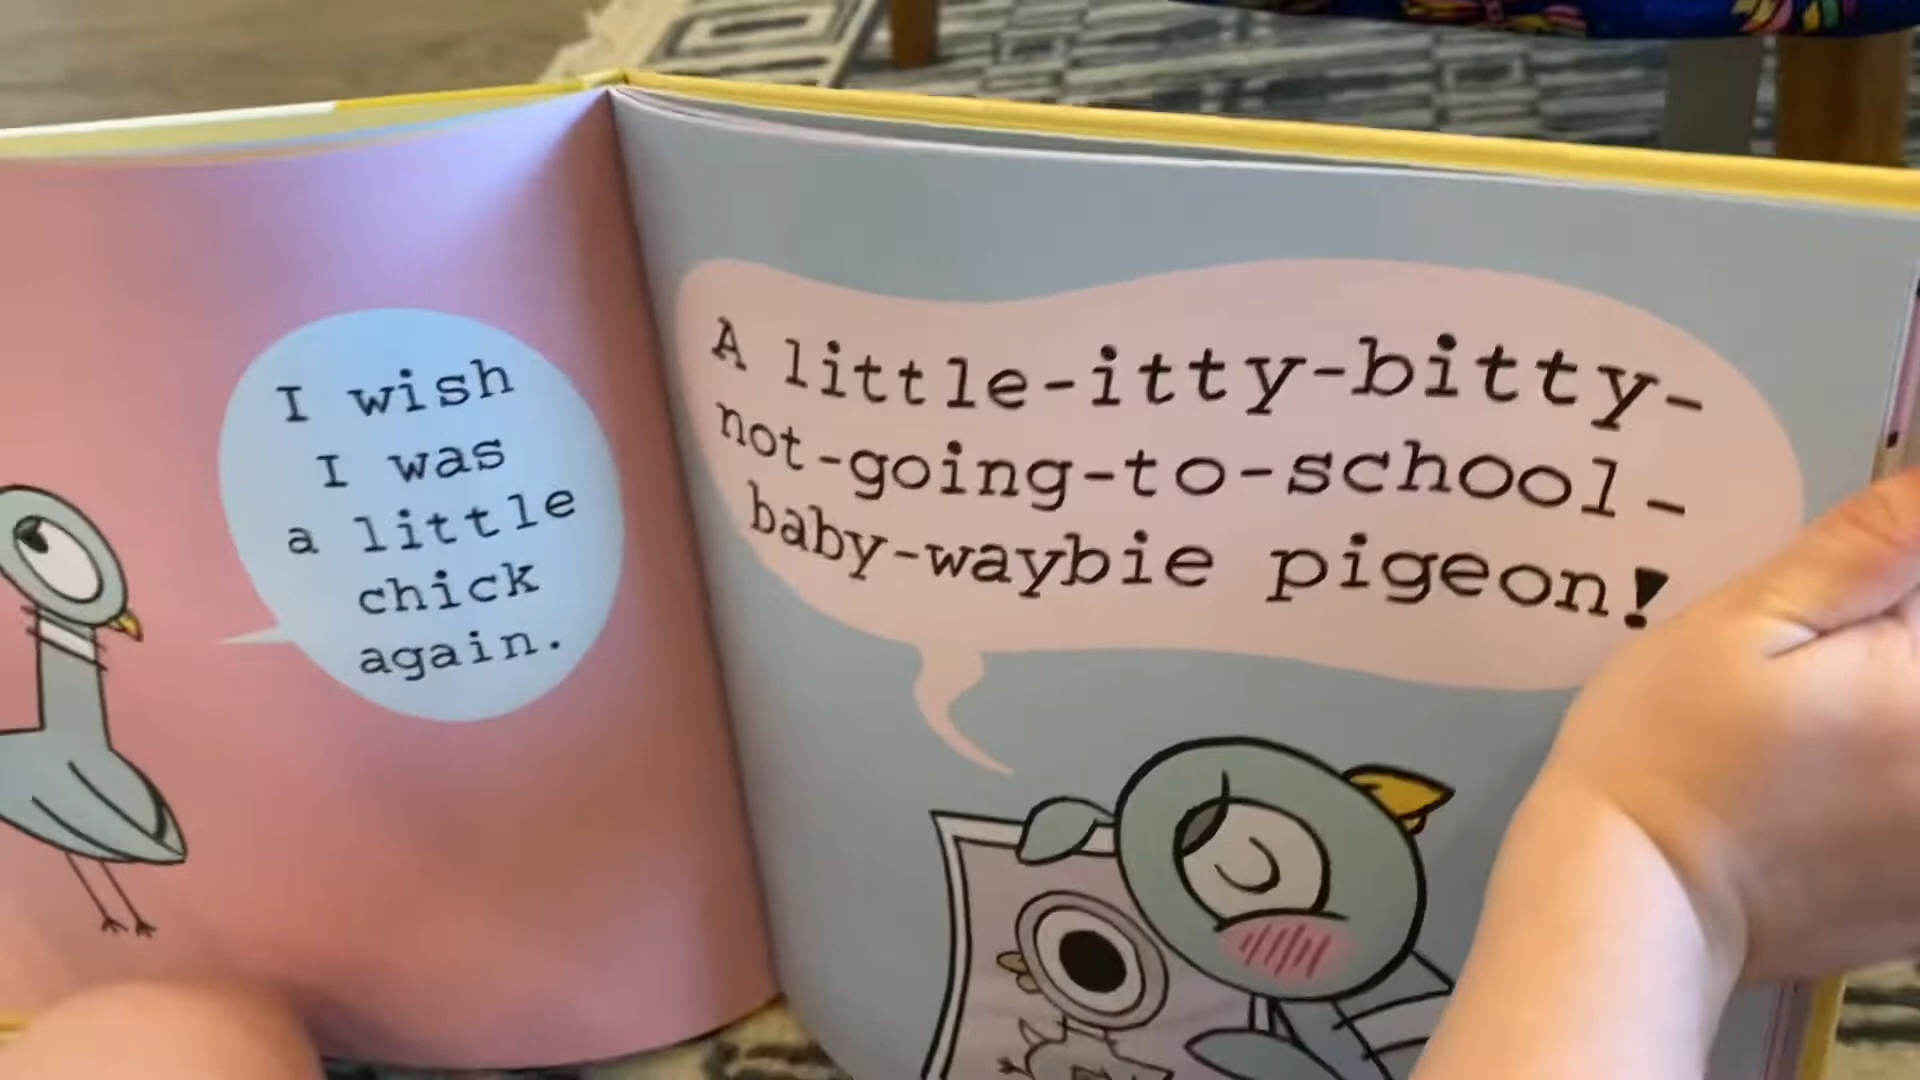 I wish
I was
a little
chick
again.
A little-itty-bitty-
not-going-to-school-
baby-waybie pigeon!